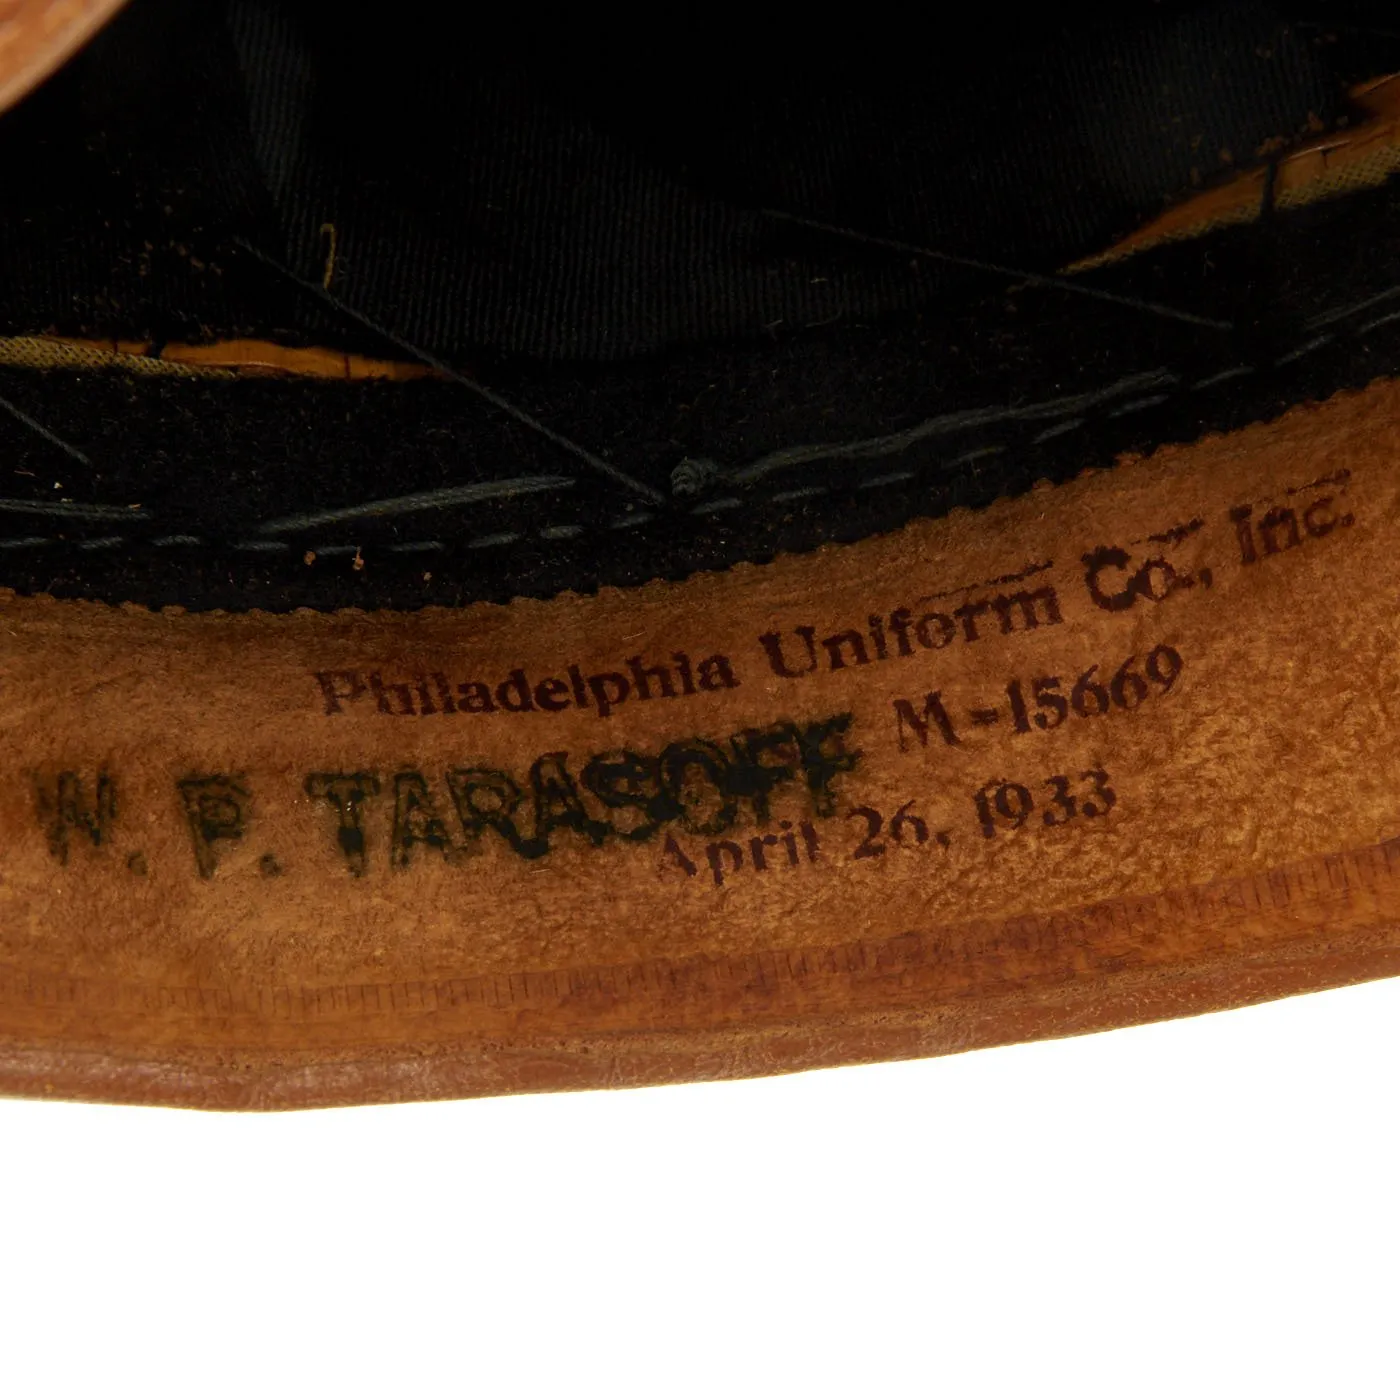 Philadelphia Uniform Co., Inc.
M-15669
April 26, 1933
P. TARASOFF